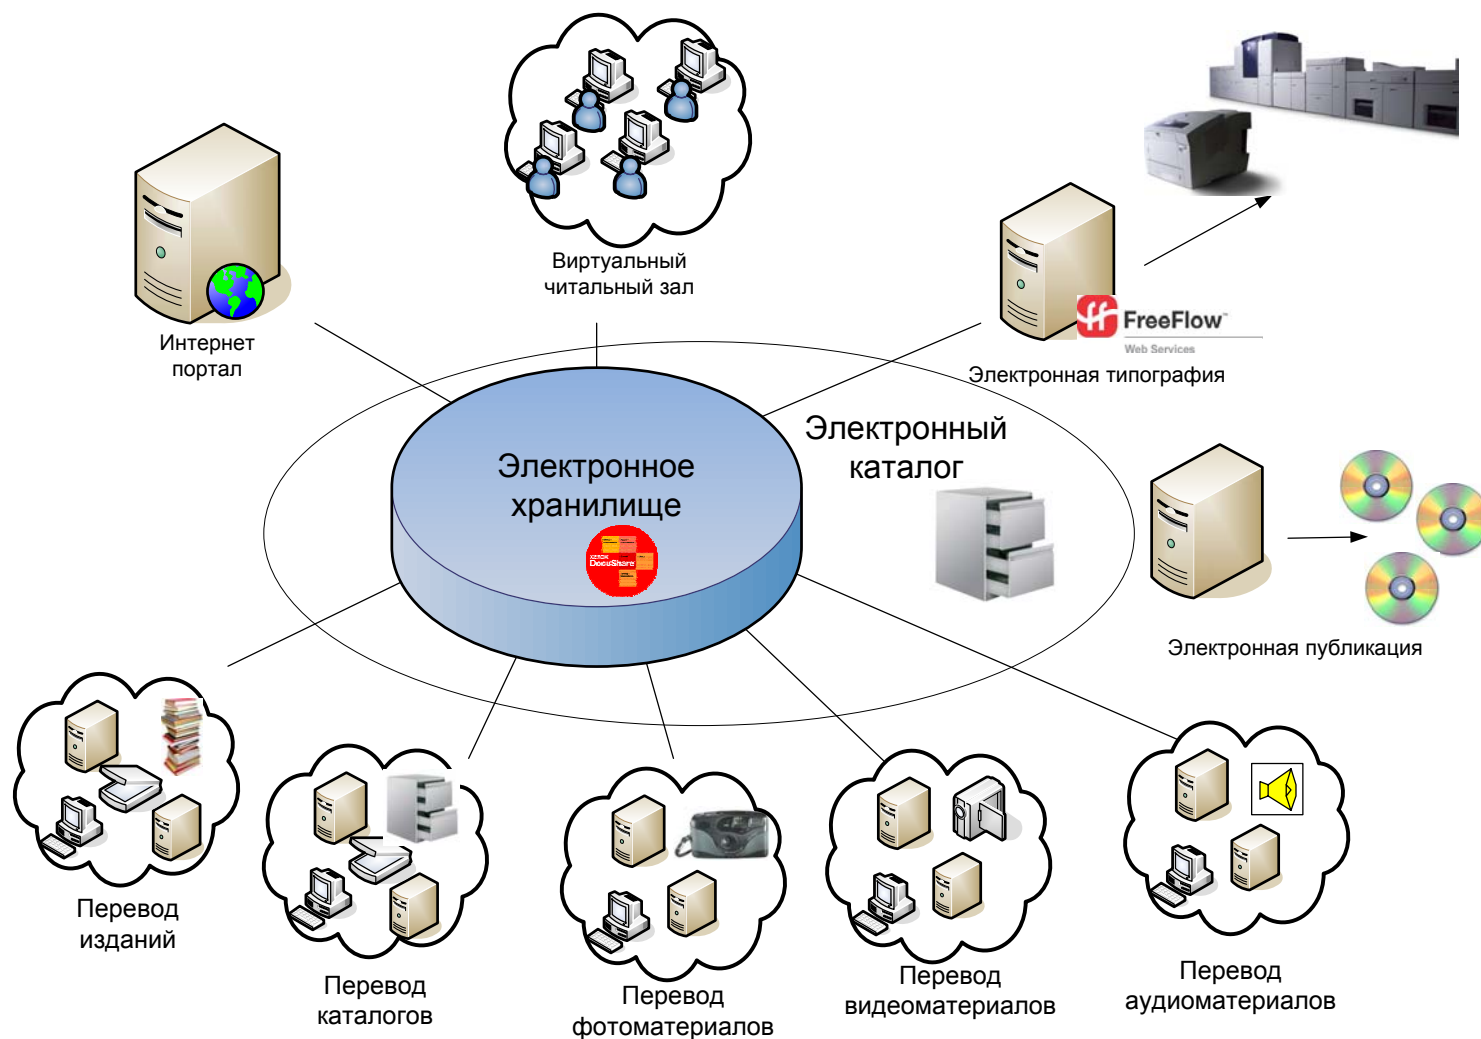 Виртуальный
читальный зал
Интернет
портал
FreeFlow™
Web Services
Электронная типография
Электронный
каталог
Электронное
хранилище
XEROX
DocuShare
Электронная публикация
Перевод
изданий
Перевод
каталогов
Перевод
фотоматериалов
Перевод
видеоматериалов
Перевод
аудиоматериалов